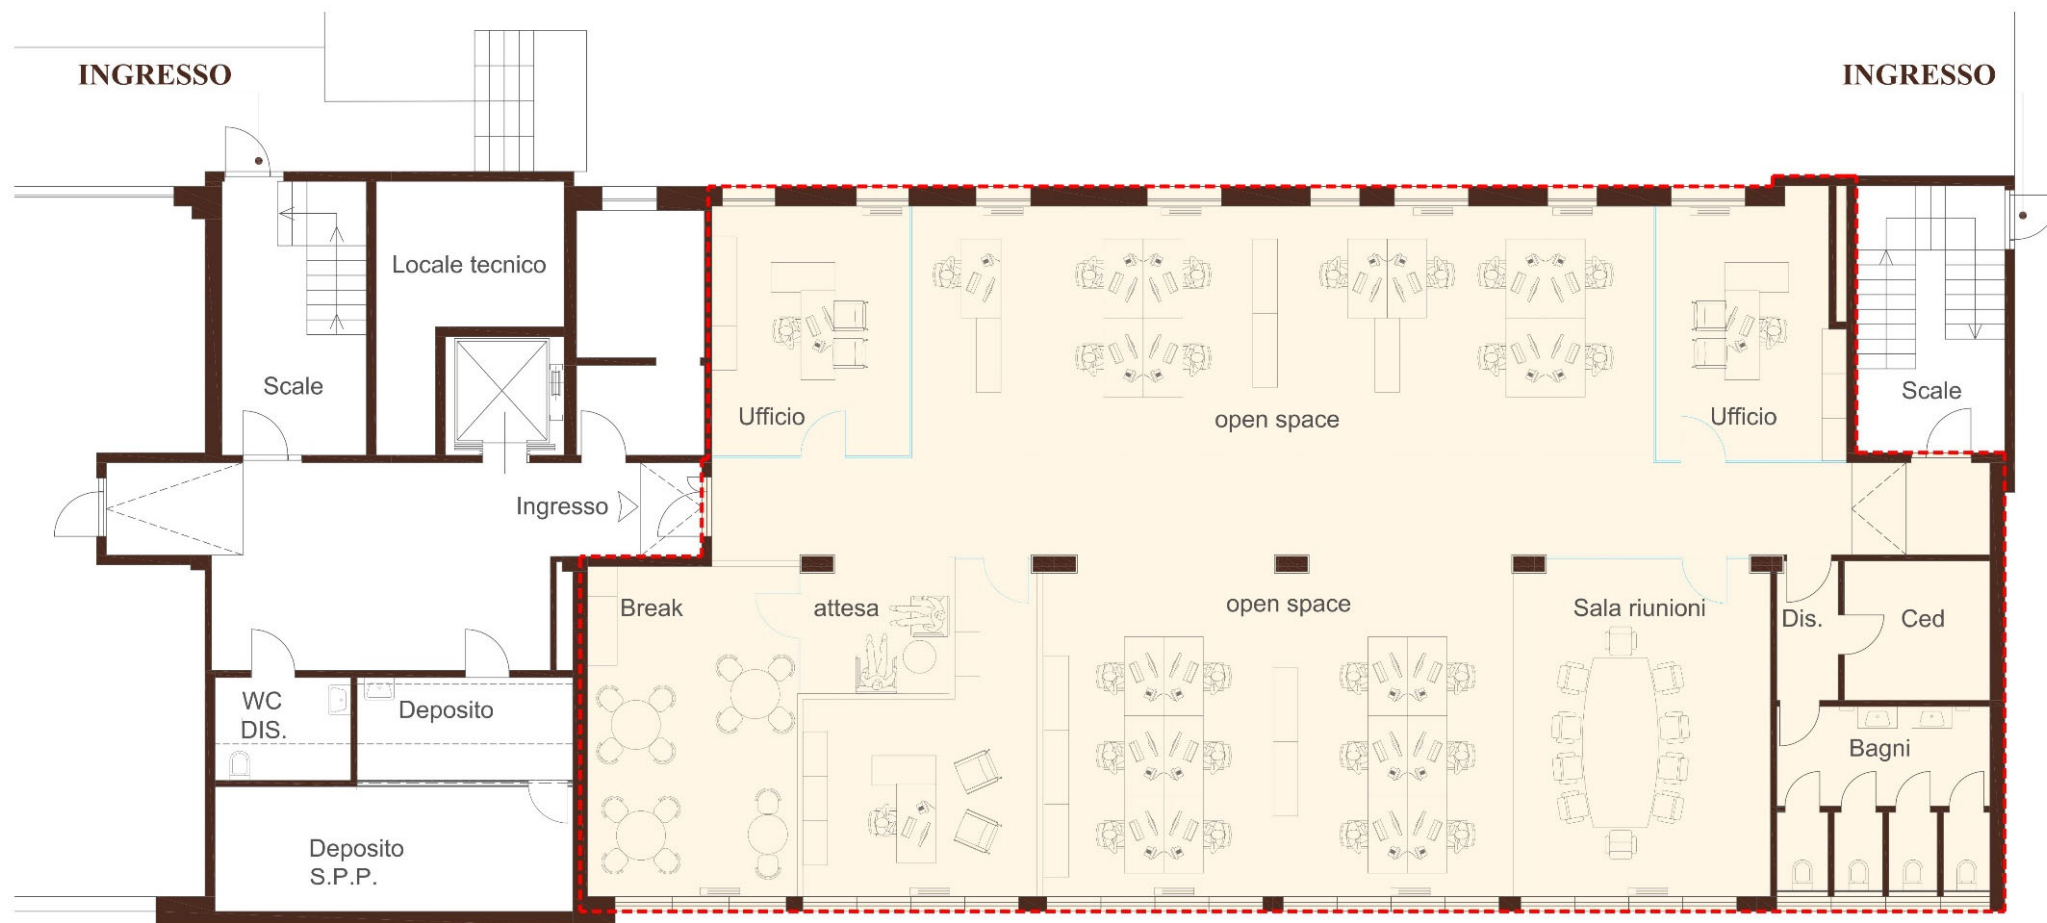 INGRESSO
INGRESSO
Locale tecnico
Scale
Ufficio
open space
Ufficio
Scale
Ingresso
Break
attesa
open space
Sala riunioni
Dis.
Ced
WC
DIS.
Deposito
Bagni
Deposito
S.P.P.